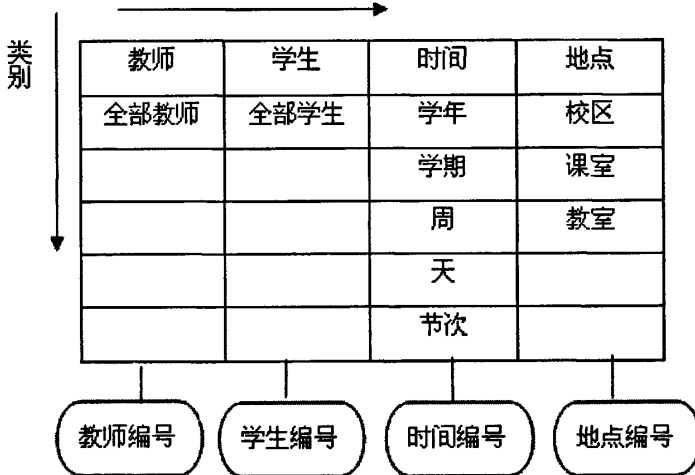 类别
教师 学生 时间 地点
全部教师 全部学生 学年 校区
学期 课室
周 教室
天
节次
教师编号 学生编号 时间编号 地点编号